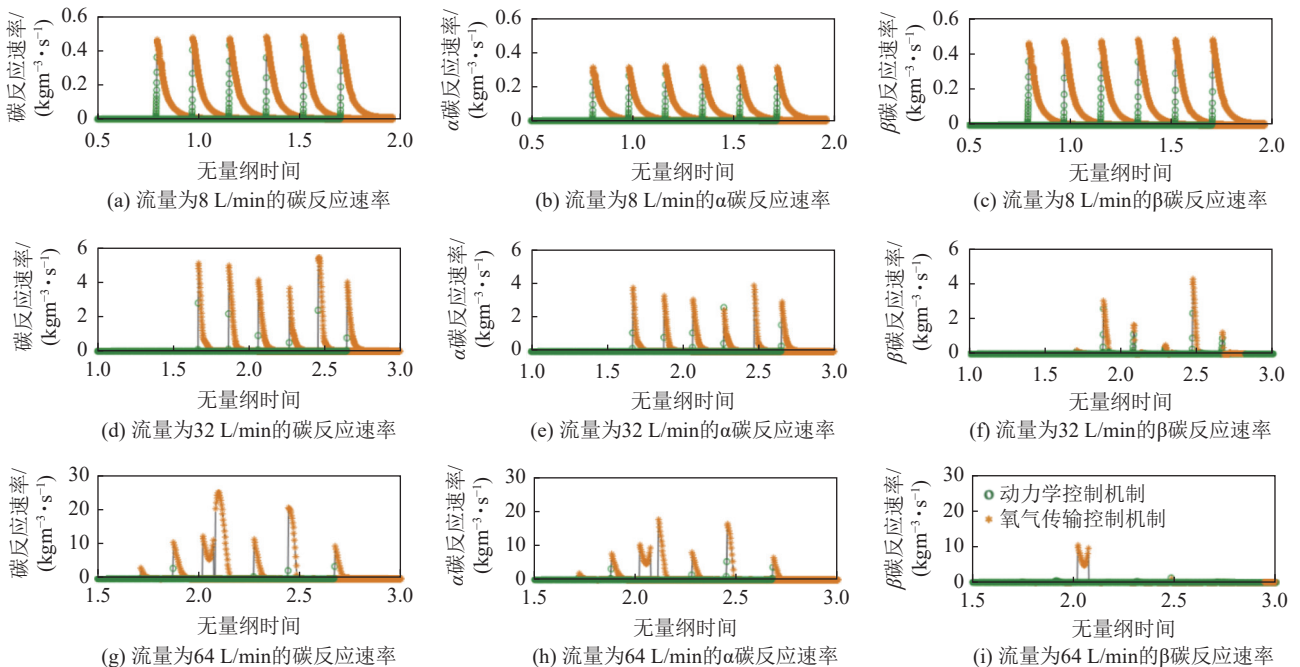 碳反应速率/
(kgm⁻³•s⁻¹)
0.6
0.4
0.2
0
0.5
1.0
1.5
2.0
无量纲时间
(a) 流量为8 L/min的碳反应速率
α碳反应速率/
(kgm⁻³•s⁻¹)
0.6
0.4
0.2
0
0.5
1.0
1.5
2.0
无量纲时间
(b) 流量为8 L/min的α碳反应速率
β碳反应速率/
(kgm⁻³•s⁻¹)
0.6
0.4
0.2
0
0.5
1.0
1.5
2.0
无量纲时间
(c) 流量为8 L/min的β碳反应速率
碳反应速率/
(kgm⁻³•s⁻¹)
6
4
2
0
1.0
1.5
2.0
2.5
3.0
无量纲时间
(d) 流量为32 L/min的碳反应速率
α碳反应速率/
(kgm⁻³•s⁻¹)
6
4
2
0
1.0
1.5
2.0
2.5
3.0
无量纲时间
(e) 流量为32 L/min的α碳反应速率
β碳反应速率/
(kgm⁻³•s⁻¹)
6
4
2
0
1.0
1.5
2.0
2.5
3.0
无量纲时间
(f) 流量为32 L/min的β碳反应速率
碳反应速率/
(kgm⁻³•s⁻¹)
30
20
10
0
1.5
2.0
2.5
3.0
无量纲时间
(g) 流量为64 L/min的碳反应速率
α碳反应速率/
(kgm⁻³•s⁻¹)
30
20
10
0
1.5
2.0
2.5
3.0
无量纲时间
(h) 流量为64 L/min的α碳反应速率
β碳反应速率/
(kgm⁻³•s⁻¹)
30
20
10
0
动力学控制机制
氧气传输控制机制
1.5
2.0
2.5
3.0
无量纲时间
(i) 流量为64 L/min的β碳反应速率